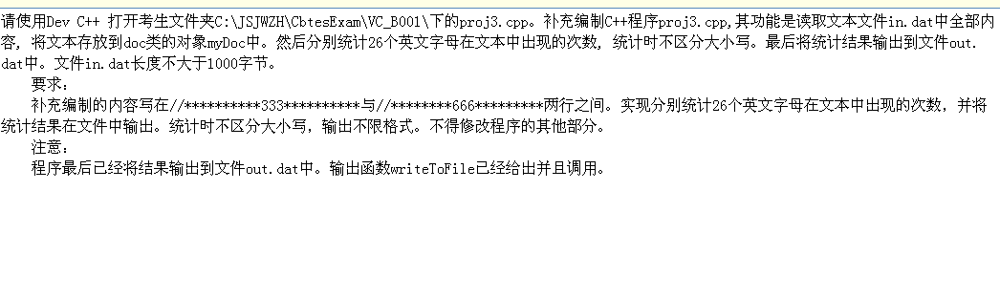 请使用Dev C++ 打开考生文件夹C:\JSJWZH\CbtesExam\VC_B001\下的proj3.cpp。补充编制C++程序proj3.cpp,其功能是读取文本文件in.dat中全部内
容, 将文本存放到doc类的对象myDoc中。然后分别统计26个英文字母在文本中出现的次数, 统计时不区分大小写。最后将统计结果输出到文件out.
dat中。文件in.dat长度不大于1000字节。
要求:
补充编制的内容写在//**********333**********与//********666*********两行之间。实现分别统计26个英文字母在文本中出现的次数，并将
统计结果在文件中输出。统计时不区分大小写，输出不限格式。不得修改程序的其他部分。
注意:
程序最后已经将结果输出到文件out.dat中。输出函数writeToFile已经给出并且调用。